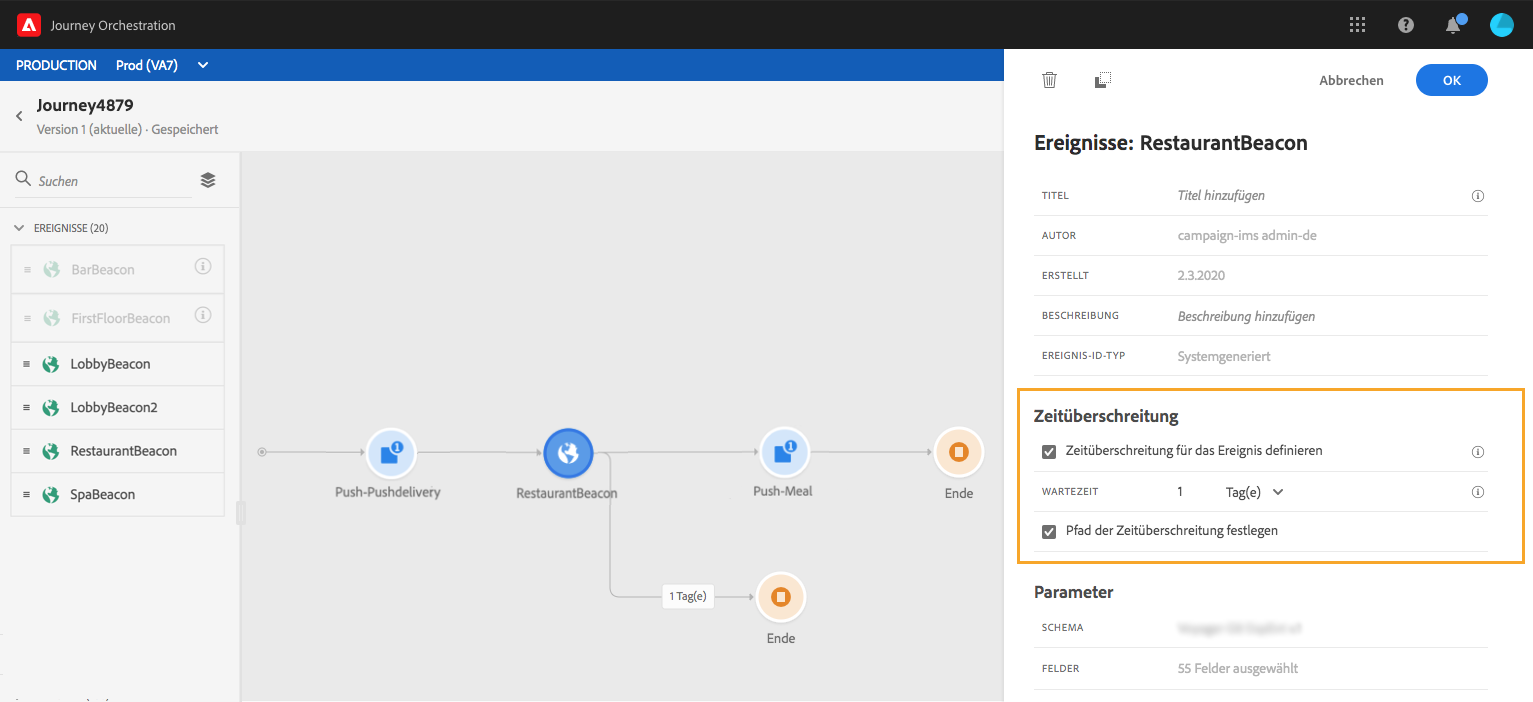 Journey Orchestration
PRODUCTION Prod (VA7)
Journey4879
Version 1 (aktuelle) · Gespeichert
Suchen
EREIGNISSE (20)
BarBeacon
FirstFloorBeacon
LobbyBeacon
LobbyBeacon2
RestaurantBeacon
SpaBeacon
1
Push-Pushdelivery
RestaurantBeacon
1
Push-Meal
Ende
1 Tag(e)
Ende
Abbrechen OK
Ereignisse: RestaurantBeacon
TITEL Titel hinzufügen
AUTOR campaign-ims admin-de
ERSTELLT 2.3.2020
BESCHREIBUNG Beschreibung hinzufügen
EREIGNIS-ID-TYP Systemgeneriert
Zeitüberschreitung
Zeitüberschreitung für das Ereignis definieren
WARTEZEIT 1 Tag(e)
Pfad der Zeitüberschreitung festlegen
Parameter
SCHEMA
FELDER 55 Felder ausgewählt